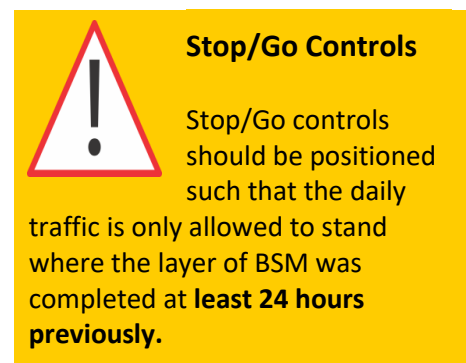 Stop/Go Controls
Stop/Go controls
should be positioned
such that the daily
traffic is only allowed to stand
where the layer of BSM was
completed at least 24 hours
previously.